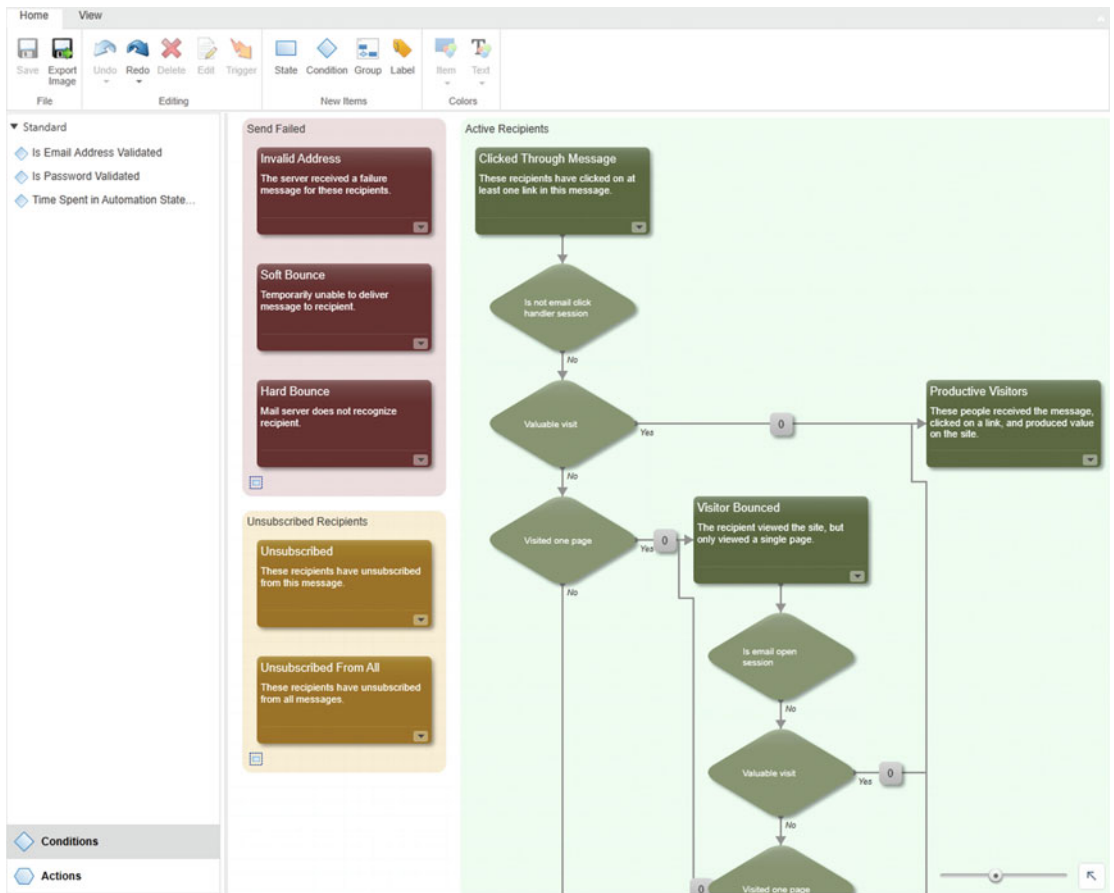 Home View
Save Export Image Undo Redo Delete Edit Trigger State Condition Group Label Item Text
File Editing New Items Colors
Standard
Is Email Address Validated
Is Password Validated
Time Spent in Automation State...
Conditions
Actions
Send Failed
Invalid Address
The server received a failure
message for these recipients.
Soft Bounce
Temporarily unable to deliver
message to recipient.
Hard Bounce
Mail server does not recognize
recipient.
Unsubscribed Recipients
Unsubscribed
These recipients have unsubscribed
from this message.
Unsubscribed From All
These recipients have unsubscribed
from all messages.
Active Recipients
Clicked Through Message
These recipients have clicked on at
least one link in this message.
Is not email click
handler session
No
Valuable visit
Yes
0
Productive Visitors
These people received the message,
clicked on a link, and produced value
on the site.
No
Visited one page
Yes
0
Visitor Bounced
The recipient viewed the site, but
only viewed a single page.
No
Is email open
session
No
Valuable visit
Yes
0
No
0
Visited one page